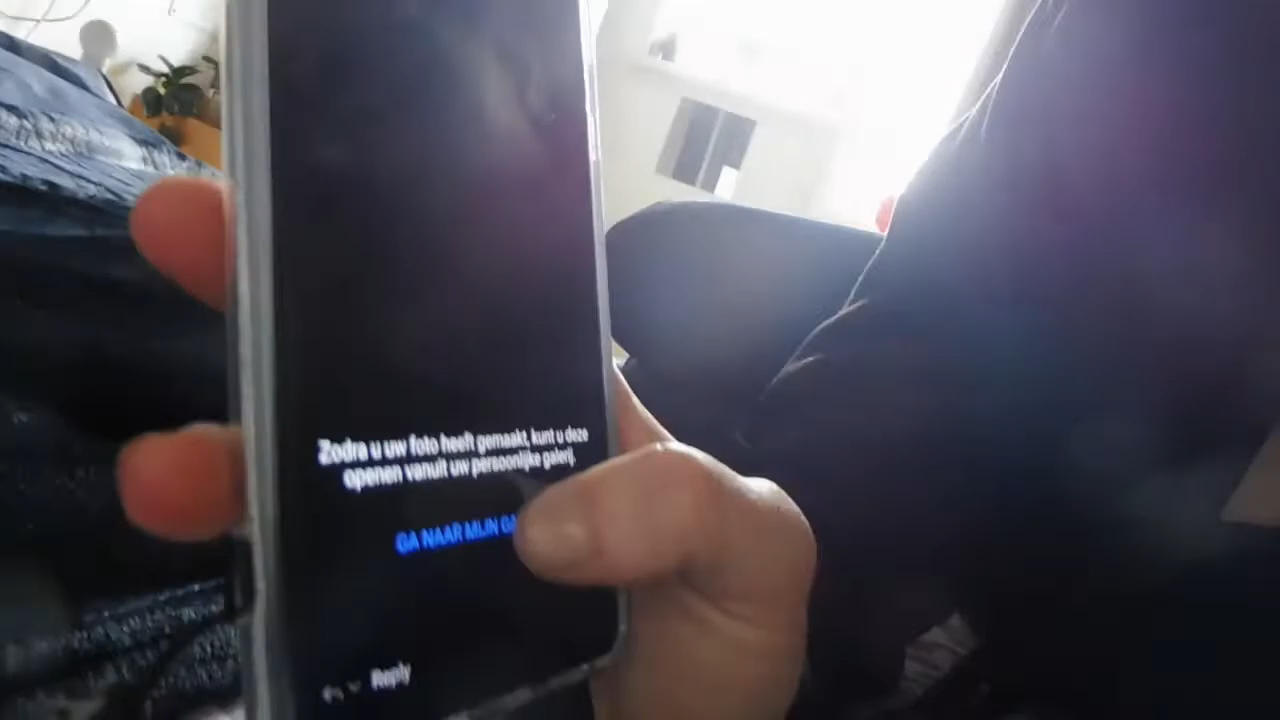 Zodra u uw foto heeft gemaakt, kunt u deze
openen vanuit uw persoonlijke galerij.
GA NAAR MIJN
Reply